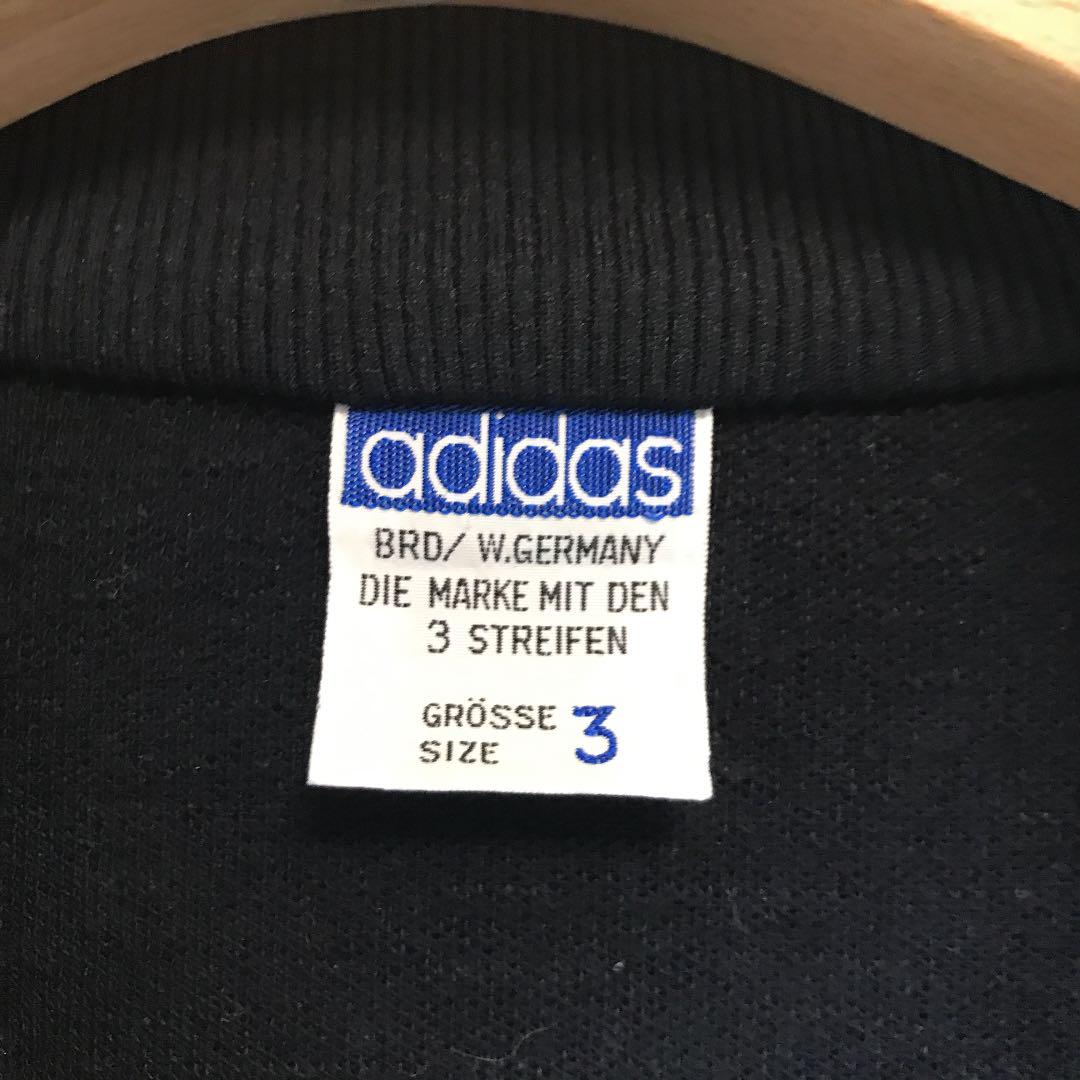 adidas
BRD/ W.GERMANY
DIE MARKE MIT DEN
3 STREIFEN
GRÖSSE 3
SIZE